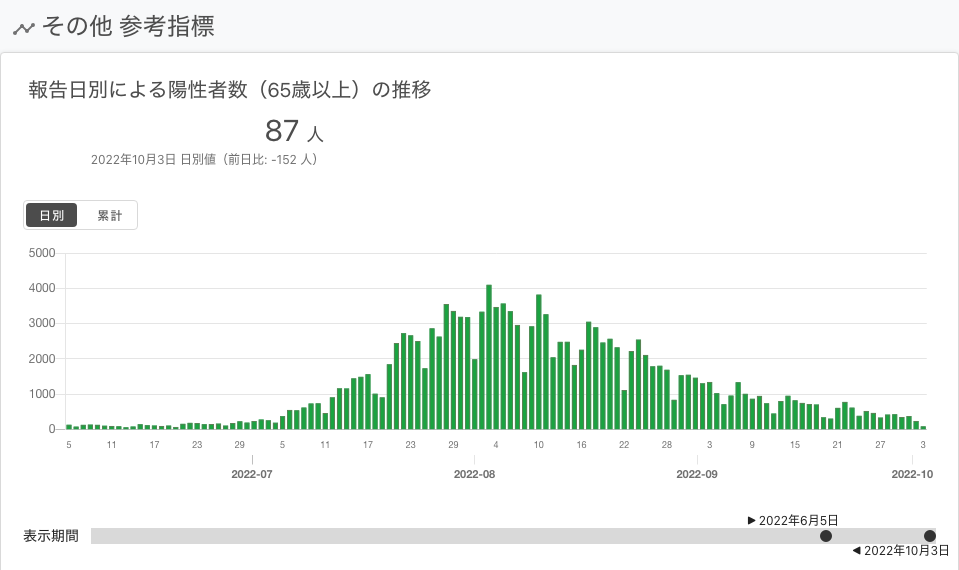 その他 参考指標
報告日別による陽性者数（65歳以上）の推移
87 人
2022年10月3日 日別値（前日比: -152 人）
日別 累計
5000
4000
3000
2000
1000
0
5 11 17 23 29 5 11 17 23 29 4 10 16 22 28 3 9 15 21 27 3
2022-07 2022-08 2022-09 2022-10
▶ 2022年6月5日
表示期間
◀ 2022年10月3日